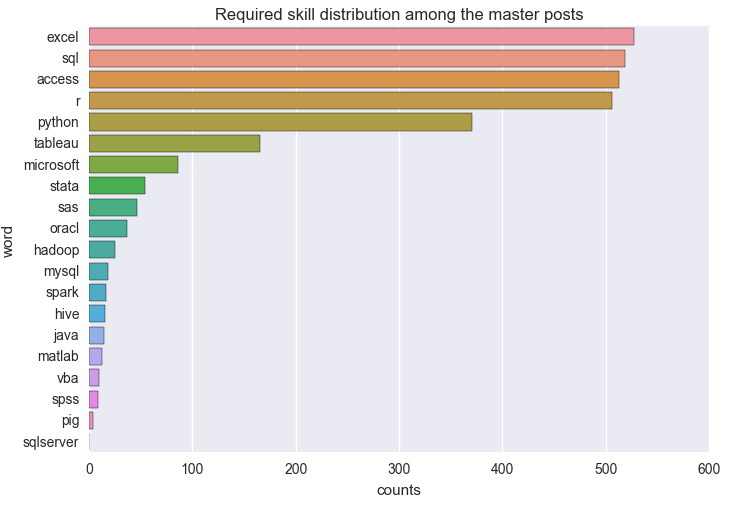 Required skill distribution among the master posts
excel
sql
access
r
python
tableau
microsoft
stata
sas
oracl
hadoop
mysql
spark
hive
java
matlab
vba
spss
pig
sqlserver
word
0 100 200 300 400 500 600
counts